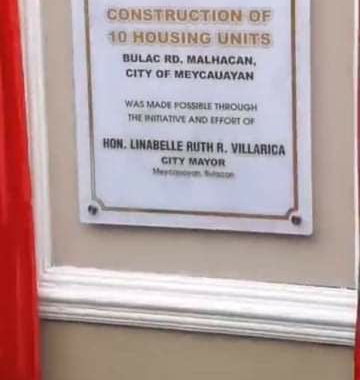 CONSTRUCTION OF
10 HOUSING UNITS
BULAC RD. MALHACAN,
CITY OF MEYCAUAYAN
WAS MADE POSSIBLE THROUGH
THE INITIATIVE AND EFFORT OF
HON. LINABELLE RUTH R. VILLARICA
CITY MAYOR
Meycauayan, Bulacan